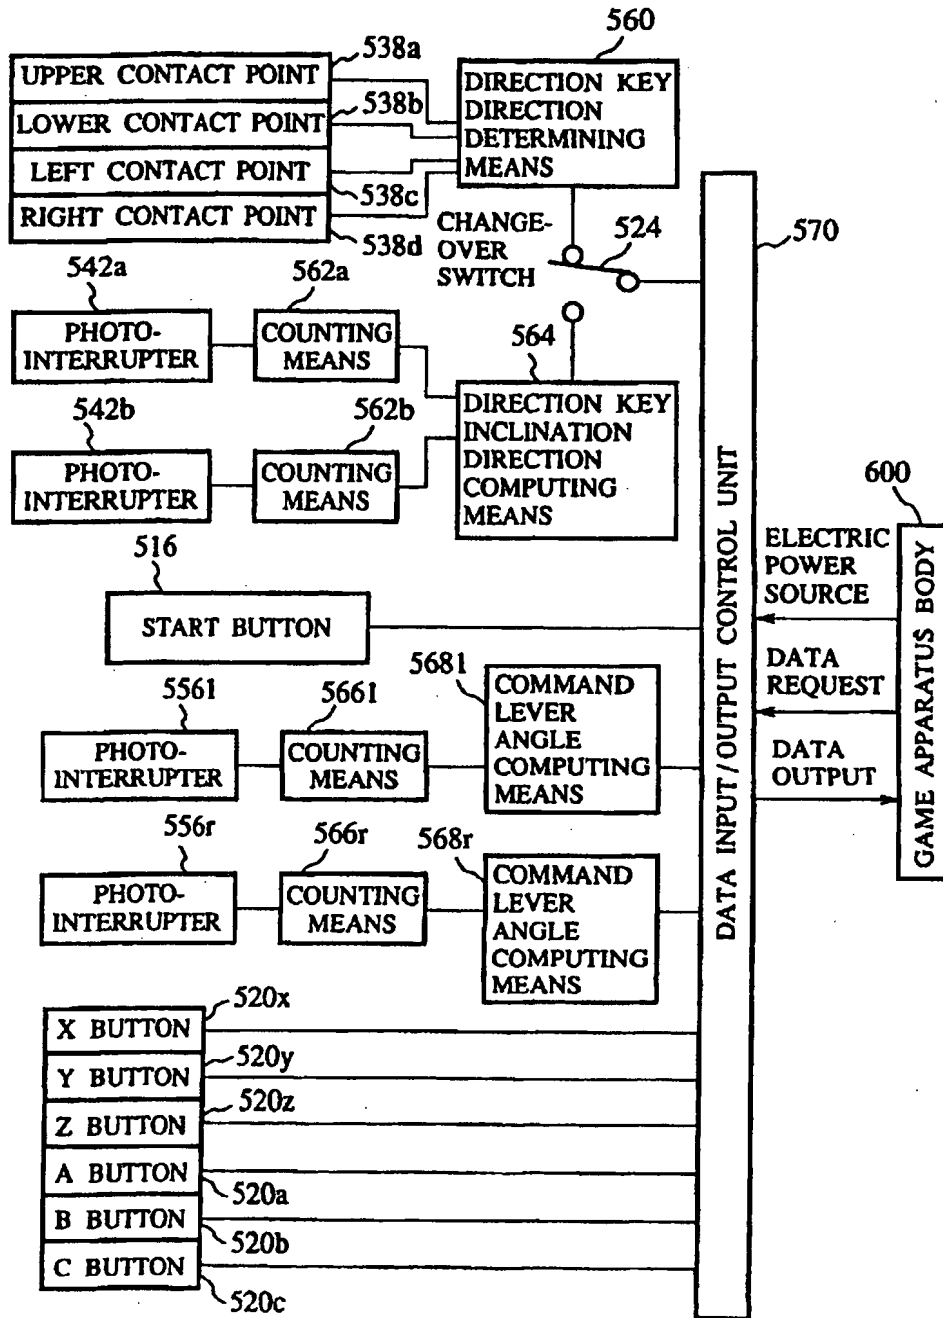 560
538a
UPPER CONTACT POINT
538b
LOWER CONTACT POINT
LEFT CONTACT POINT
538c
RIGHT CONTACT POINT
538d
DIRECTION KEY
DIRECTION
DETERMINING
MEANS
CHANGE-
OVER
SWITCH
524
570
542a
PHOTO-
INTERRUPTER
562a
COUNTING
MEANS
564
DIRECTION KEY
INCLINATION
DIRECTION
COMPUTING
MEANS
542b
PHOTO-
INTERRUPTER
562b
COUNTING
MEANS
516
START BUTTON
5561
PHOTO-
INTERRUPTER
5661
COUNTING
MEANS
5681
COMMAND
LEVER
ANGLE
COMPUTING
MEANS
556r
PHOTO-
INTERRUPTER
566r
COUNTING
MEANS
568r
COMMAND
LEVER
ANGLE
COMPUTING
MEANS
520x
X BUTTON
520y
Y BUTTON
520z
Z BUTTON
A BUTTON
520a
B BUTTON
520b
C BUTTON
520c
DATA INPUT/OUTPUT CONTROL UNIT
ELECTRIC
POWER
SOURCE
DATA
REQUEST
DATA
OUTPUT
600
GAME APPARATUS BODY